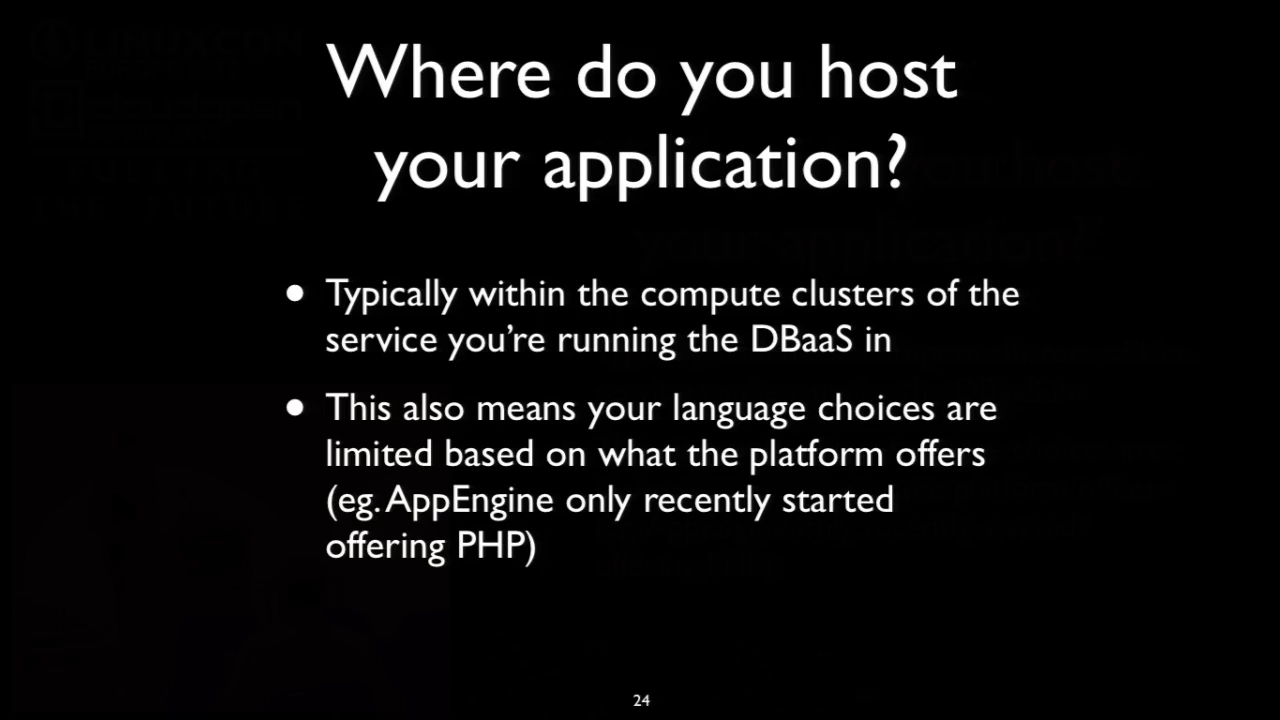 Where do you host
your application?
• Typically within the compute clusters of the
service you're running the DBaaS in
• This also means your language choices are
limited based on what the platform offers
(eg. AppEngine only recently started
offering PHP)
24